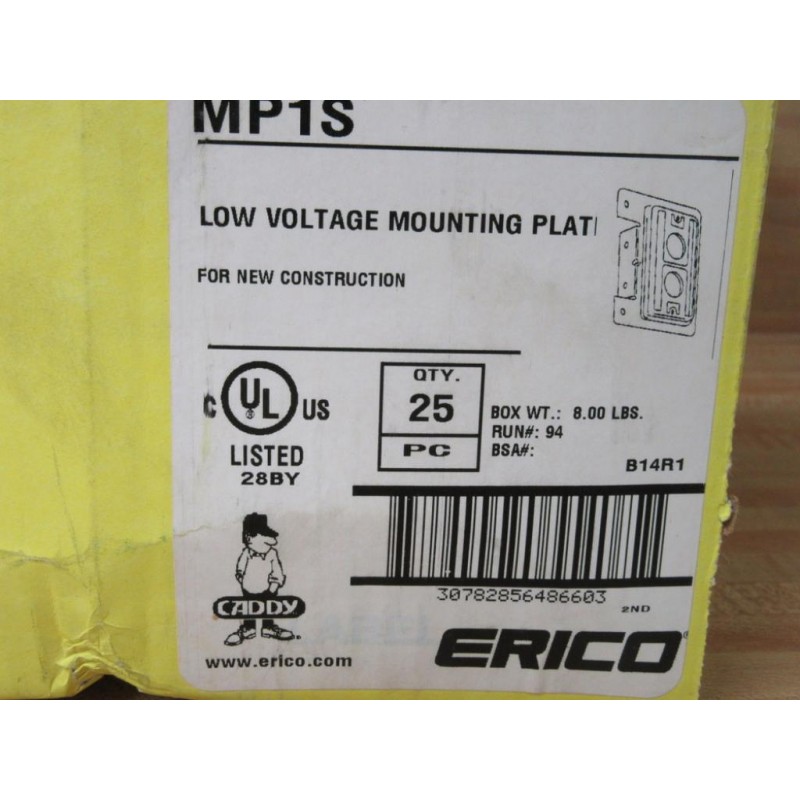 MP1S
LOW VOLTAGE MOUNTING PLAT
FOR NEW CONSTRUCTION
C UL® US
LISTED
28BY
QTY.
25
PC
BOX WT.: 8.00 LBS.
RUN#: 94
BSA#:
B14R1
30782856486603
2ND
CADDY
www.erico.com
ERICO®